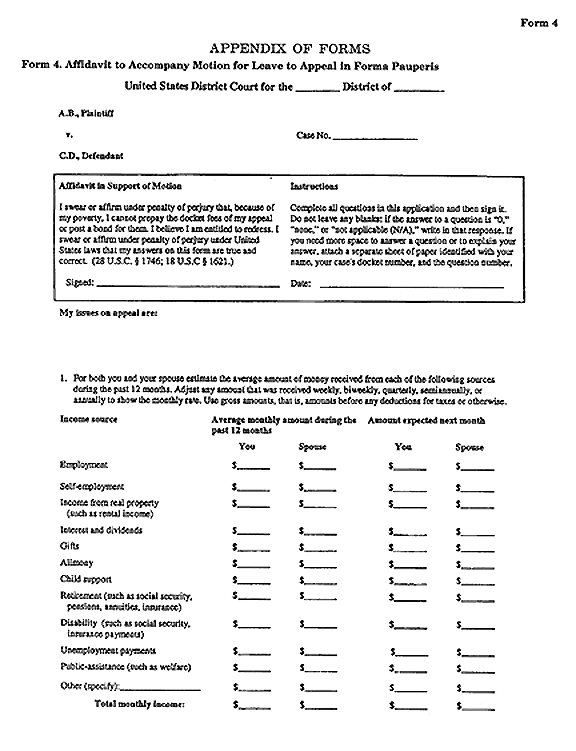 Form 4
APPENDIX OF FORMS
Form 4. Affidavit to Accompany Motion for Leave to Appeal in Forma Pauperis
United States District Court for the ________ District of ________
A.B., Plaintiff
v.
Case No. ________________
C.D., Defendant
Affidavit in Support of Motion
I swear or affirm under penalty of perjury that, because of
my poverty, I cannot prepay the docket fees of my appeal
or post a bond for them. I believe I am entitled to redress. I
swear or affirm under penalty of perjury under United
States laws that my answers on this form are true and
correct. (28 U.S.C. § 1746; 18 U.S.C § 1621.)
Signed: ________________
Instructions
Complete all questions in this application and then sign it.
Do not leave any blanks: if the answer to a question is "0,"
"none," or "not applicable (N/A)," write in that response. If
you need more space to answer a question or to explain your
answer, attach a separate sheet of paper identified with your
name, your case's docket number, and the question number.
Date: ________________
My issues on appeal are:
1. For both you and your spouse estimate the average amount of money received from each of the following sources
during the past 12 months. Adjust any amount that was received weekly, biweekly, quarterly, semiannually, or
annually to show the monthly rate. Use gross amounts, that is, amounts before any deductions for taxes or otherwise.
Income source Average monthly amount during the Amount expected next month
past 12 months
You Spouse You Spouse
Employment $______ $______ $______ $______
Self-employment $______ $______ $______ $______
Income from real property $______ $______ $______ $______
(such as rental income)
Interest and dividends $______ $______ $______ $______
Gifts $______ $______ $______ $______
Alimony $______ $______ $______ $______
Child support $______ $______ $______ $______
Retirement (such as social security, $______ $______ $______ $______
pensions, annuities, insurance)
Disability (such as social security, $______ $______ $______ $______
insurance payments)
Unemployment payments $______ $______ $______ $______
Public-assistance (such as welfare) $______ $______ $______ $______
Other (specify):______________ $______ $______ $______ $______
Total monthly income: $______ $______ $______ $______